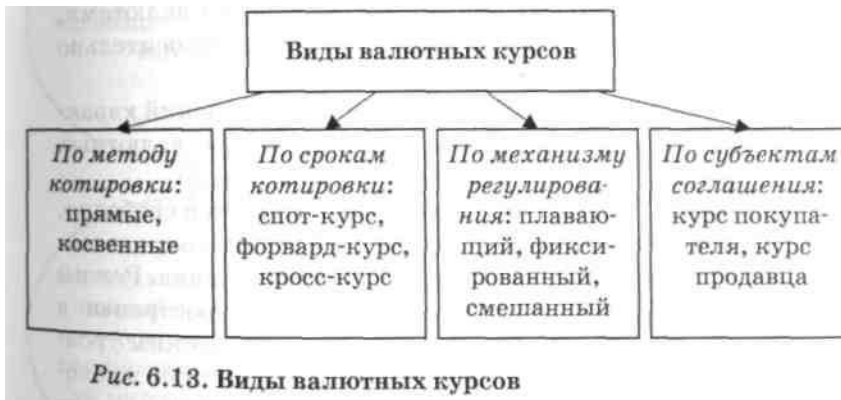 Виды валютных курсов
По методу
котировки:
прямые,
косвенные
По срокам
котировки:
спот-курс,
форвард-курс,
кросс-курс
По механизму
регулирова-
ния: плаваю-
щий, фикси-
рованный,
смешанный
По субъектам
соглашения:
курс покупа-
теля, курс
продавца
Рис. 6.13. Виды валютных курсов